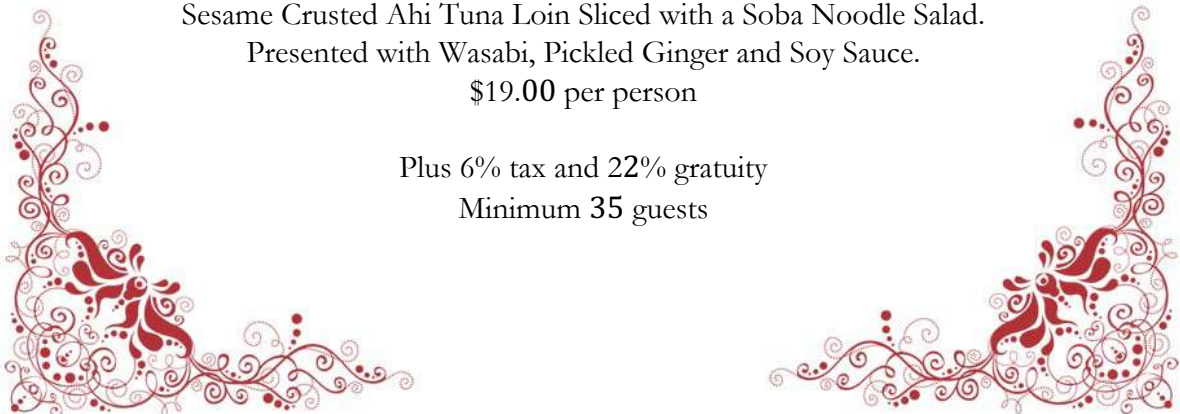 Sesame Crusted Ahi Tuna Loin Sliced with a Soba Noodle Salad.
Presented with Wasabi, Pickled Ginger and Soy Sauce.
$19.00 per person
Plus 6% tax and 22% gratuity
Minimum 35 guests